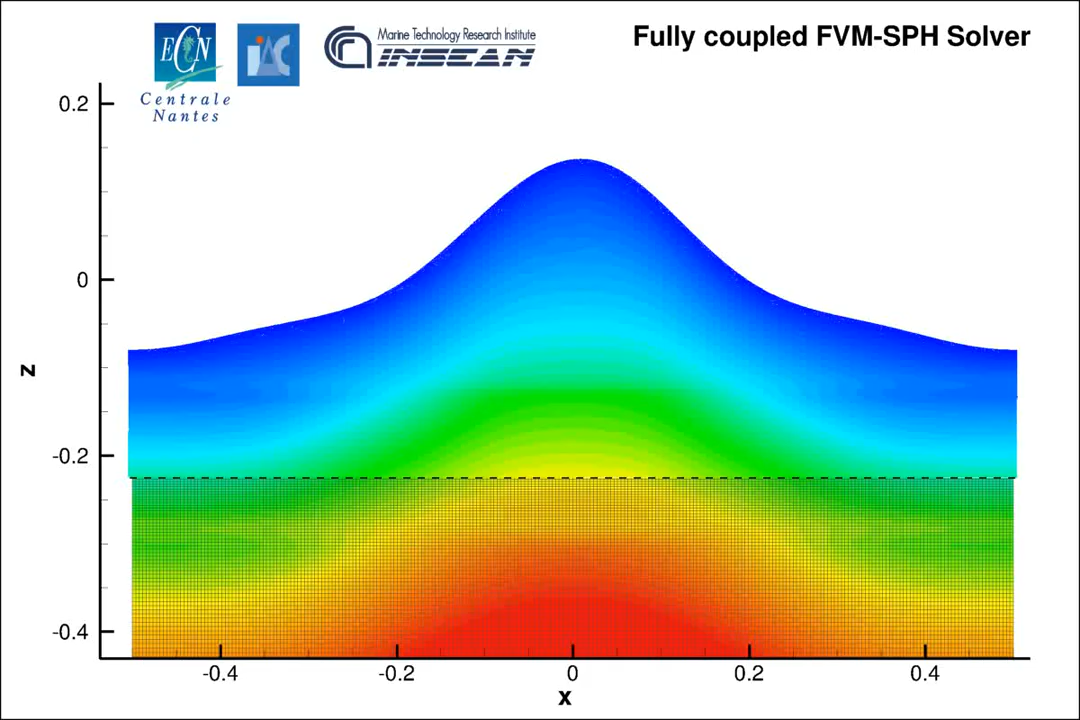 Fully coupled FVM-SPH Solver
ECN
Centrale
Nantes
iAC
Marine Technology Research Institute
INSEAN
0.2
0
-0.2
-0.4
z
-0.4
-0.2
0
0.2
0.4
x